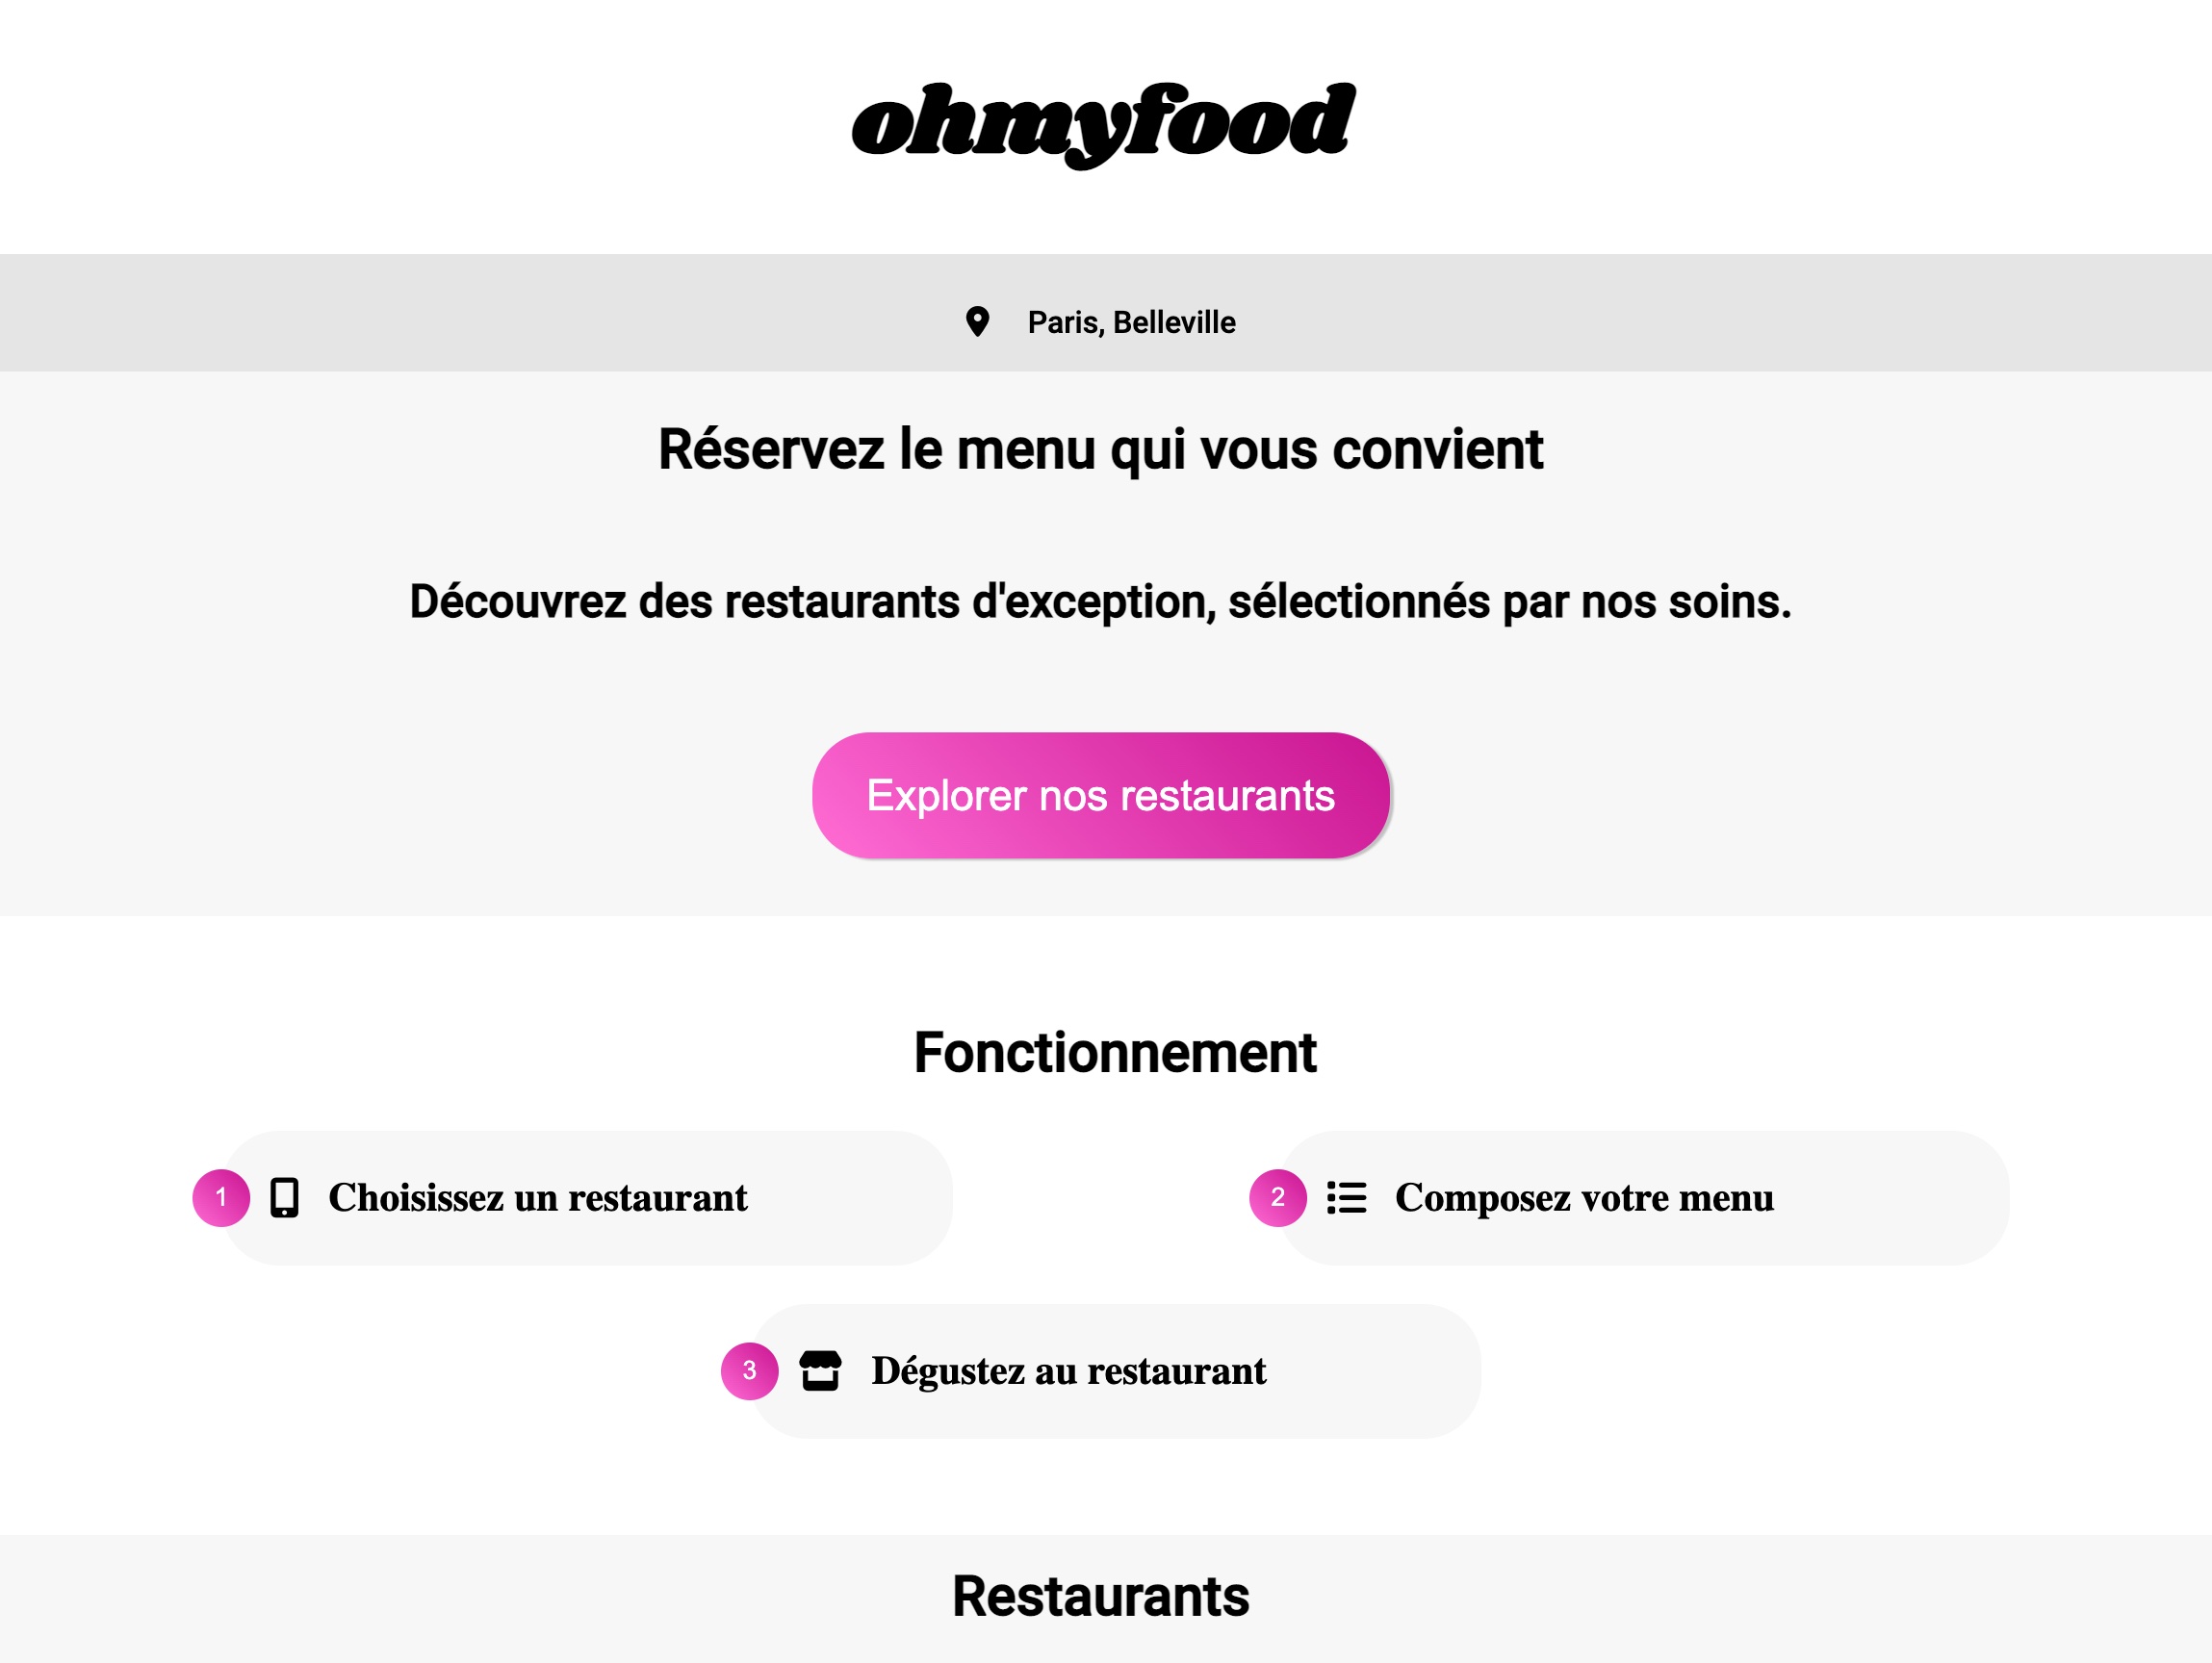 ohmyfood
Paris, Belleville
Réservez le menu qui vous convient
Découvrez des restaurants d'exception, sélectionnés par nos soins.
Explorer nos restaurants
Fonctionnement
1 Choisissez un restaurant
2 Composez votre menu
3 Dégustez au restaurant
Restaurants